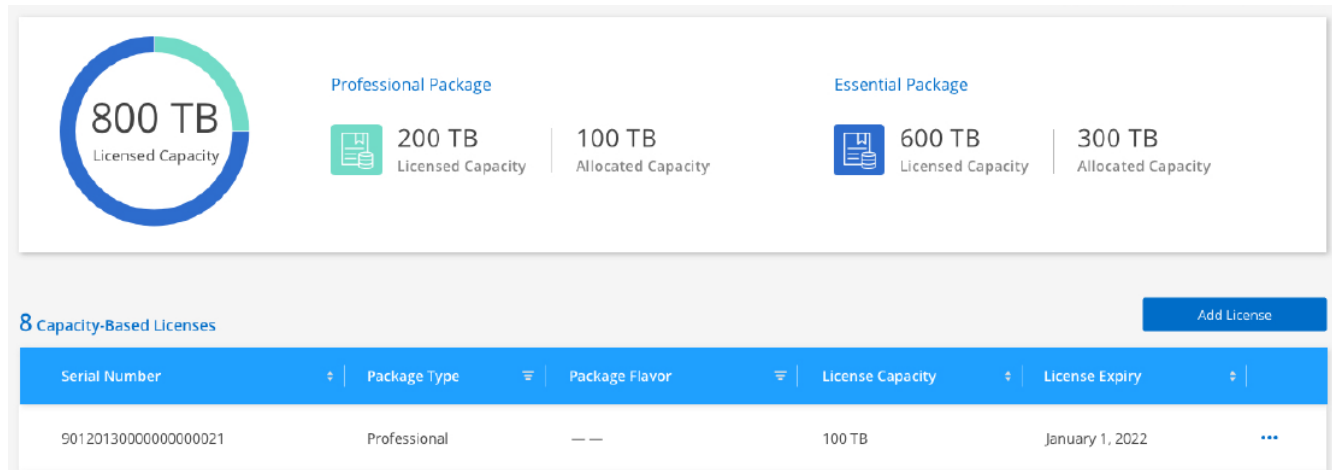 800 TB
Licensed Capacity
Professional Package
200 TB
Licensed Capacity
100 TB
Allocated Capacity
Essential Package
600 TB
Licensed Capacity
300 TB
Allocated Capacity
8 Capacity-Based Licenses
Add License
Serial Number Package Type Package Flavor License Capacity License Expiry
90120130000000000021 Professional — — 100 TB January 1, 2022 •••